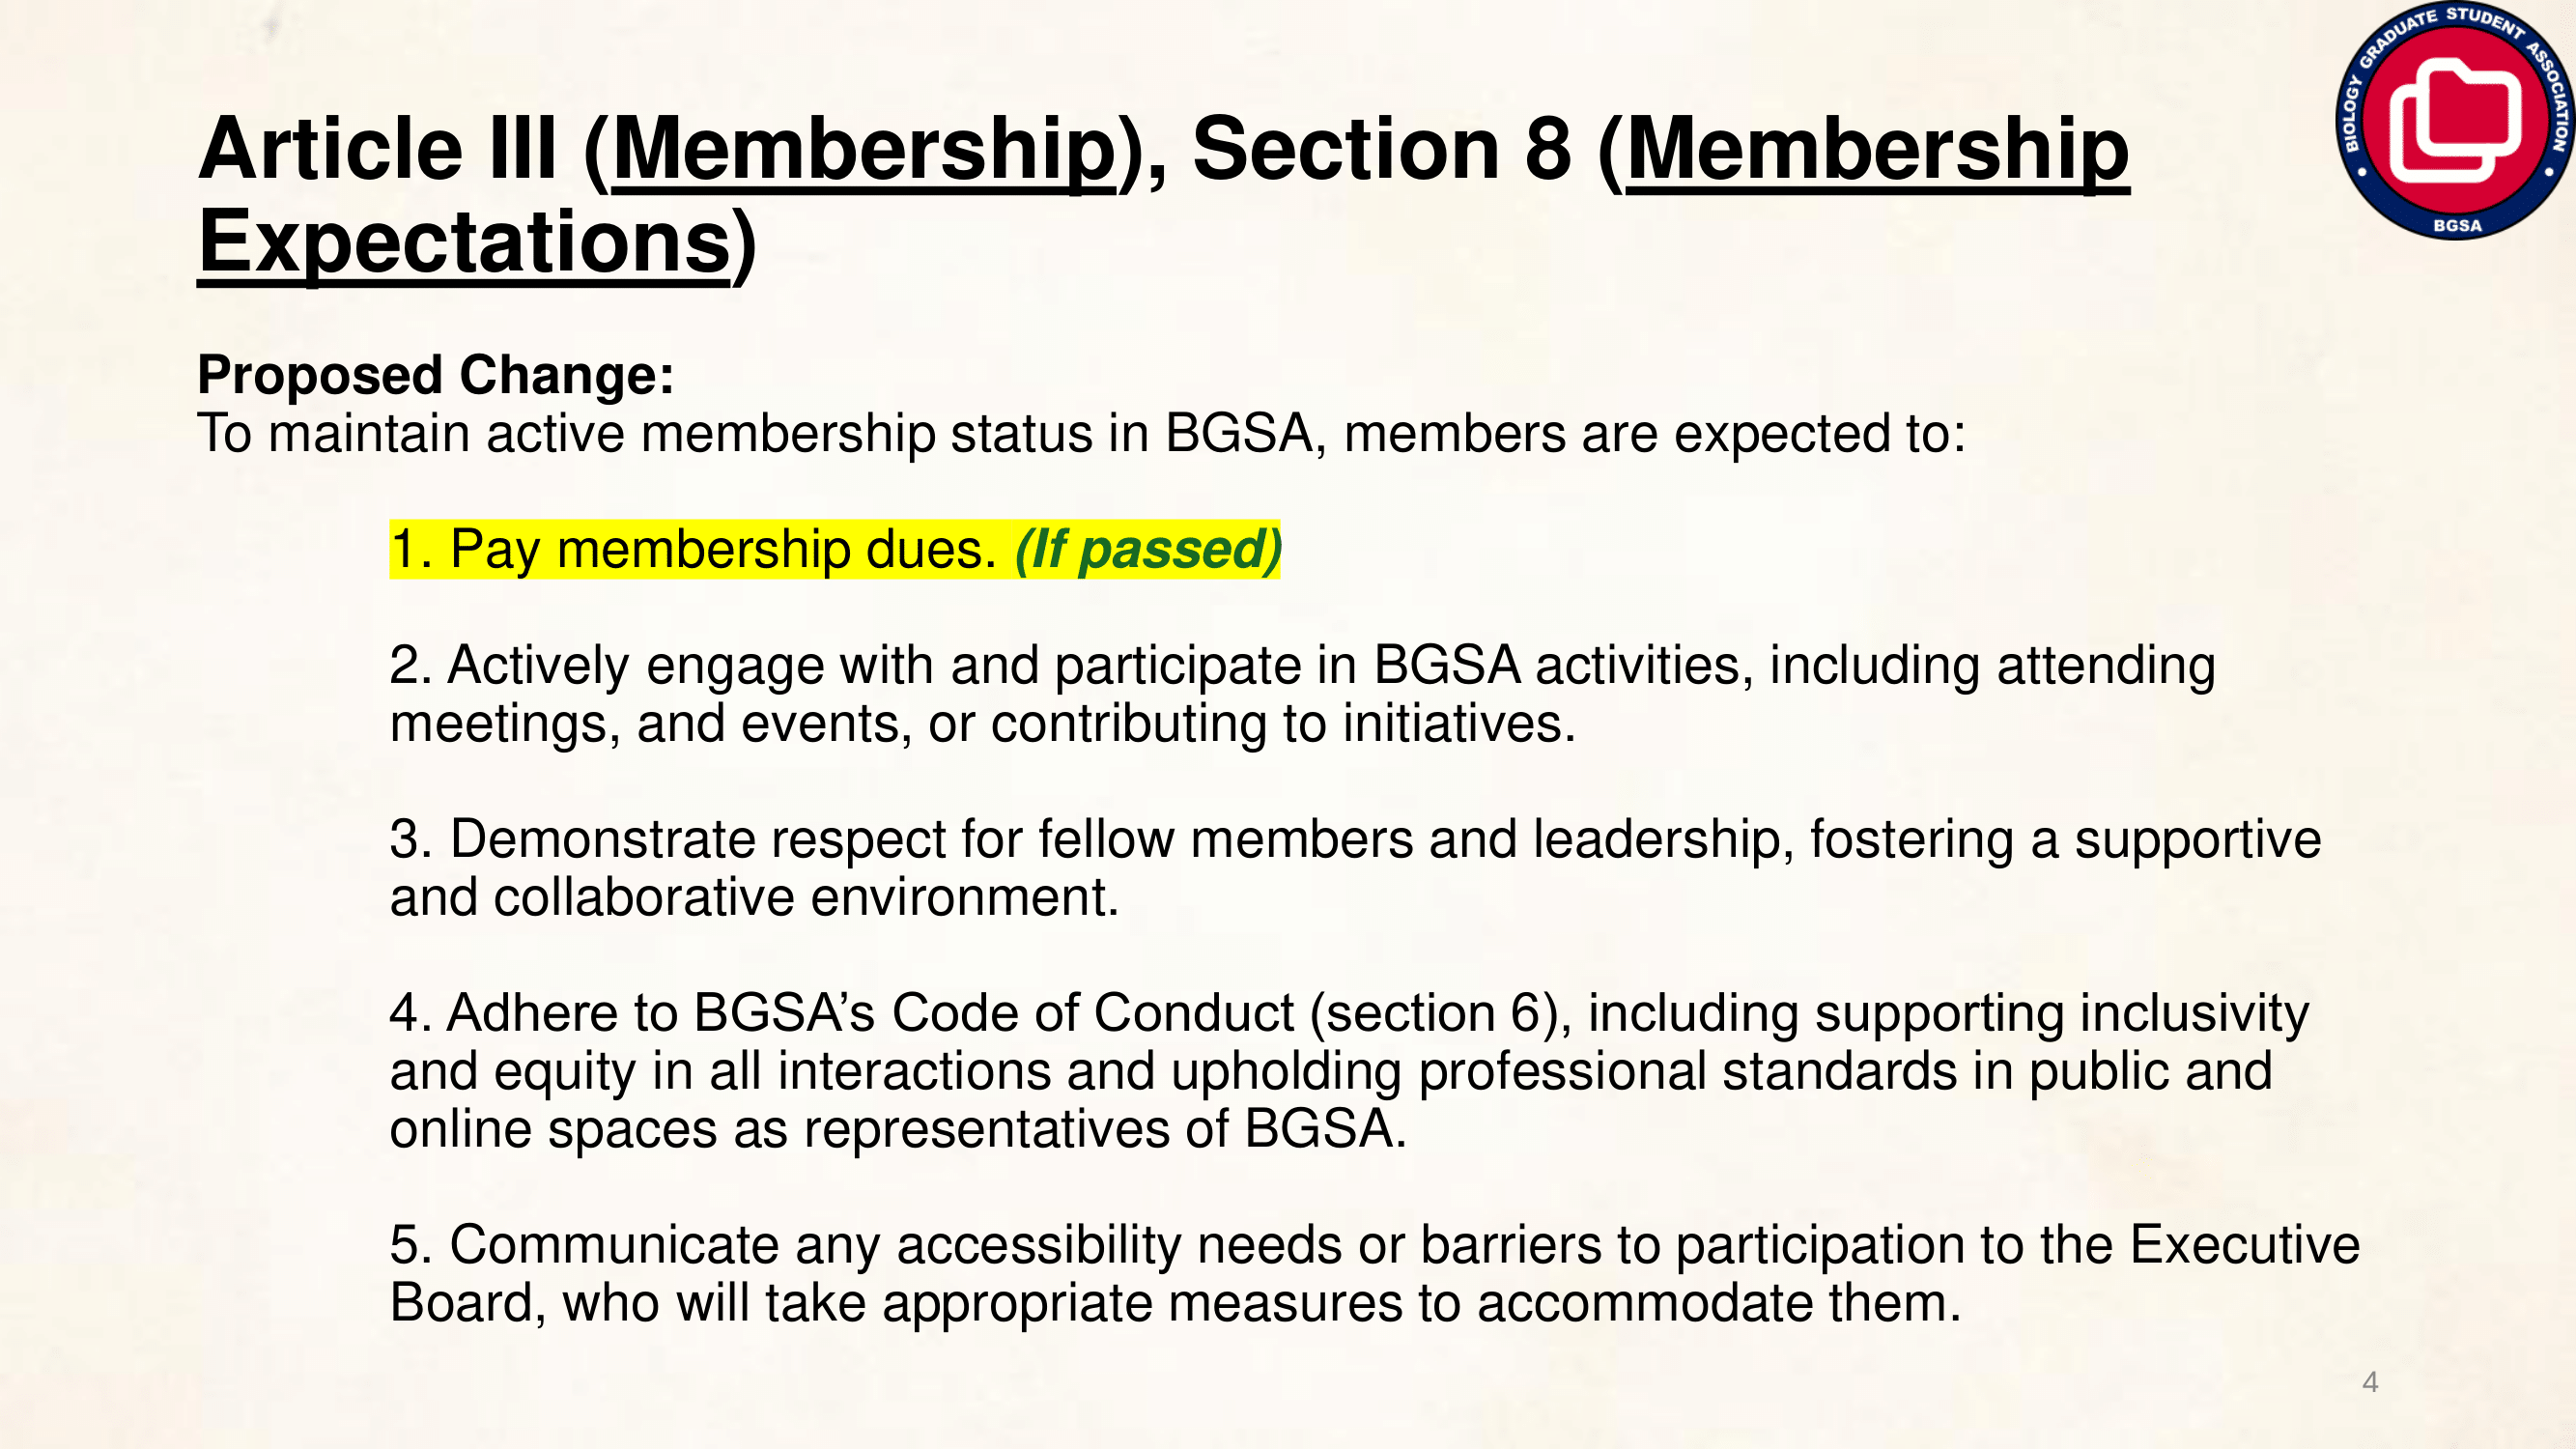 BIOLOGY GRADUATE STUDENT ASSOCIATION
BGSA
Article III (Membership), Section 8 (Membership
Expectations)
Proposed Change:
To maintain active membership status in BGSA, members are expected to:
1. Pay membership dues. (If passed)
2. Actively engage with and participate in BGSA activities, including attending
meetings, and events, or contributing to initiatives.
3. Demonstrate respect for fellow members and leadership, fostering a supportive
and collaborative environment.
4. Adhere to BGSA’s Code of Conduct (section 6), including supporting inclusivity
and equity in all interactions and upholding professional standards in public and
online spaces as representatives of BGSA.
5. Communicate any accessibility needs or barriers to participation to the Executive
Board, who will take appropriate measures to accommodate them.
4